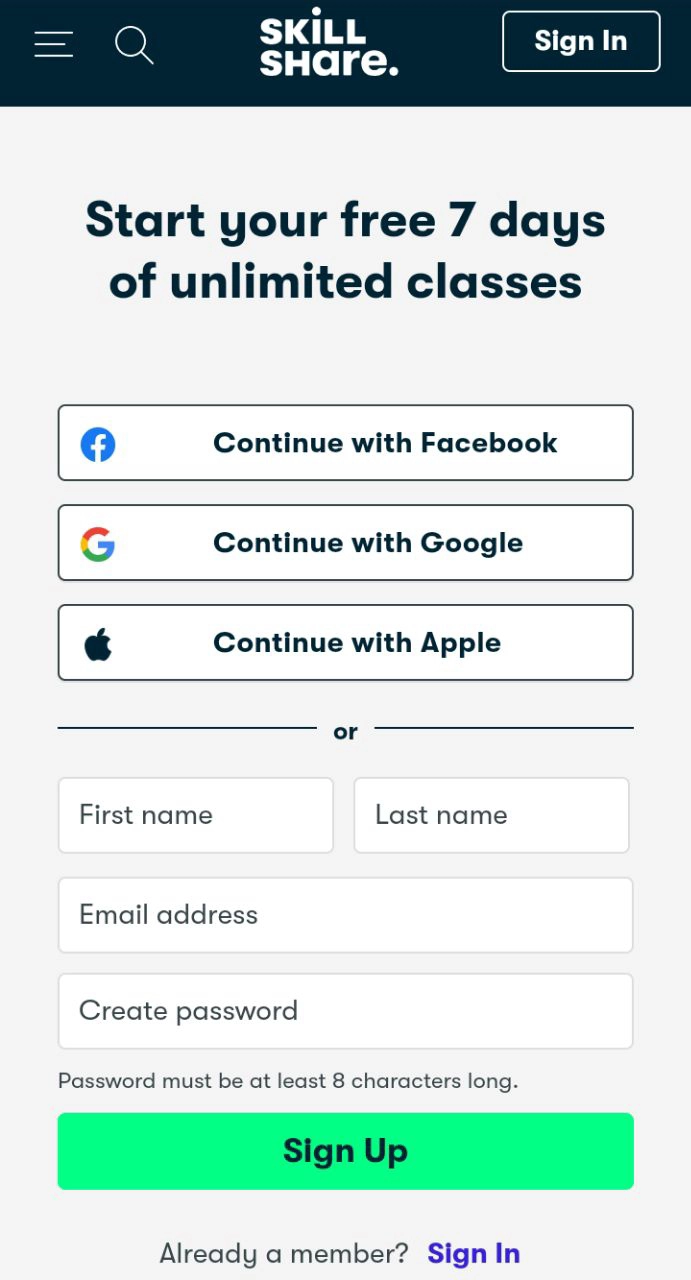 SKiLL
SHare.
Sign In
Start your free 7 days
of unlimited classes
Continue with Facebook
Continue with Google
Continue with Apple
or
First name
Last name
Email address
Create password
Password must be at least 8 characters long.
Sign Up
Already a member? Sign In